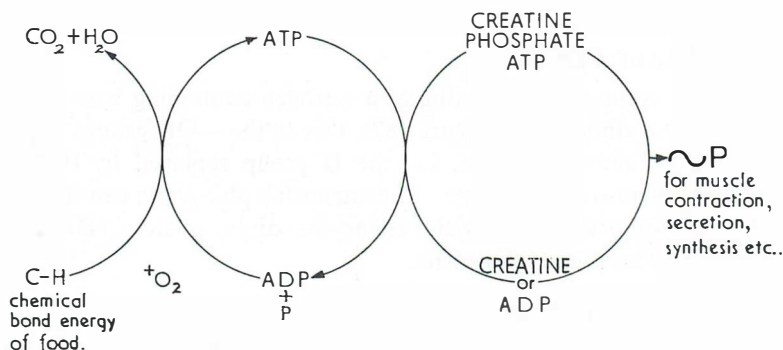 CO₂+H₂O
C-H
chemical
bond energy
of food.
+O₂
ATP
ADP
+
P
CREATINE
PHOSPHATE
ATP
CREATINE
or
ADP
~P
for muscle
contraction,
secretion,
synthesis etc..